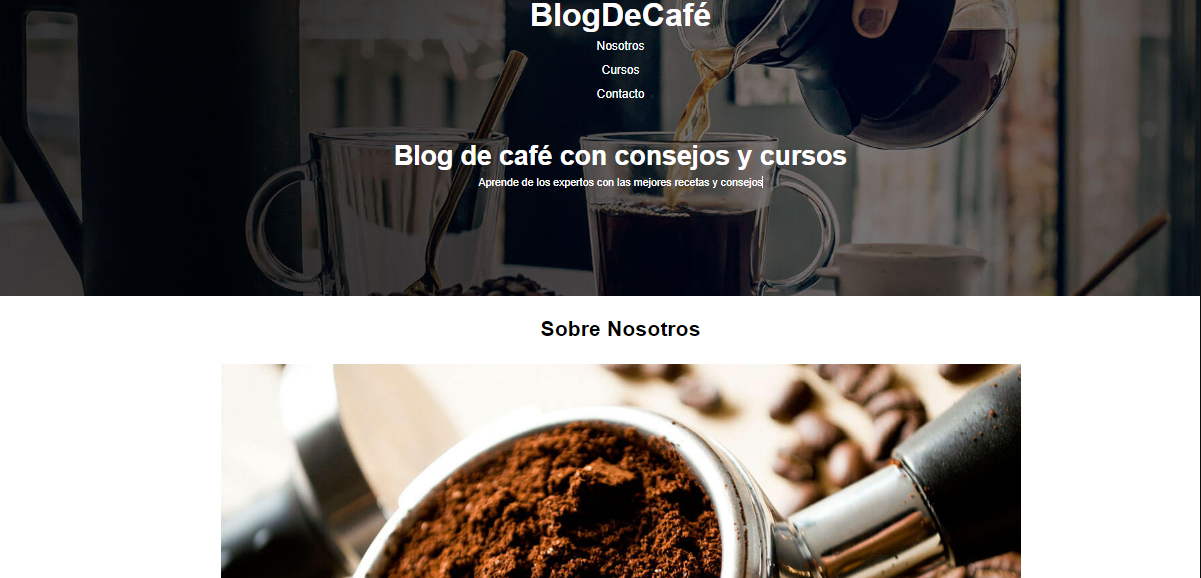 BlogDeCafé
Nosotros
Cursos
Contacto
Blog de café con consejos y cursos
Aprende de los expertos con las mejores recetas y consejos
Sobre Nosotros